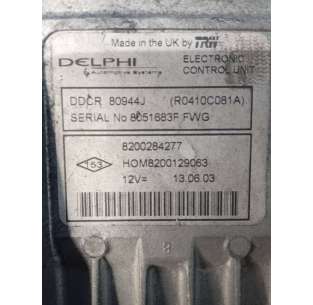 Made in the UK by TRW
DELPHI
Automotive Systems
ELECTRONIC
CONTROL UNIT
DDCR 80944J (R0410C081A)
SERIAL No 8051683F FWG
8200284277
153
HOM8200129063
12V= 13.06.03